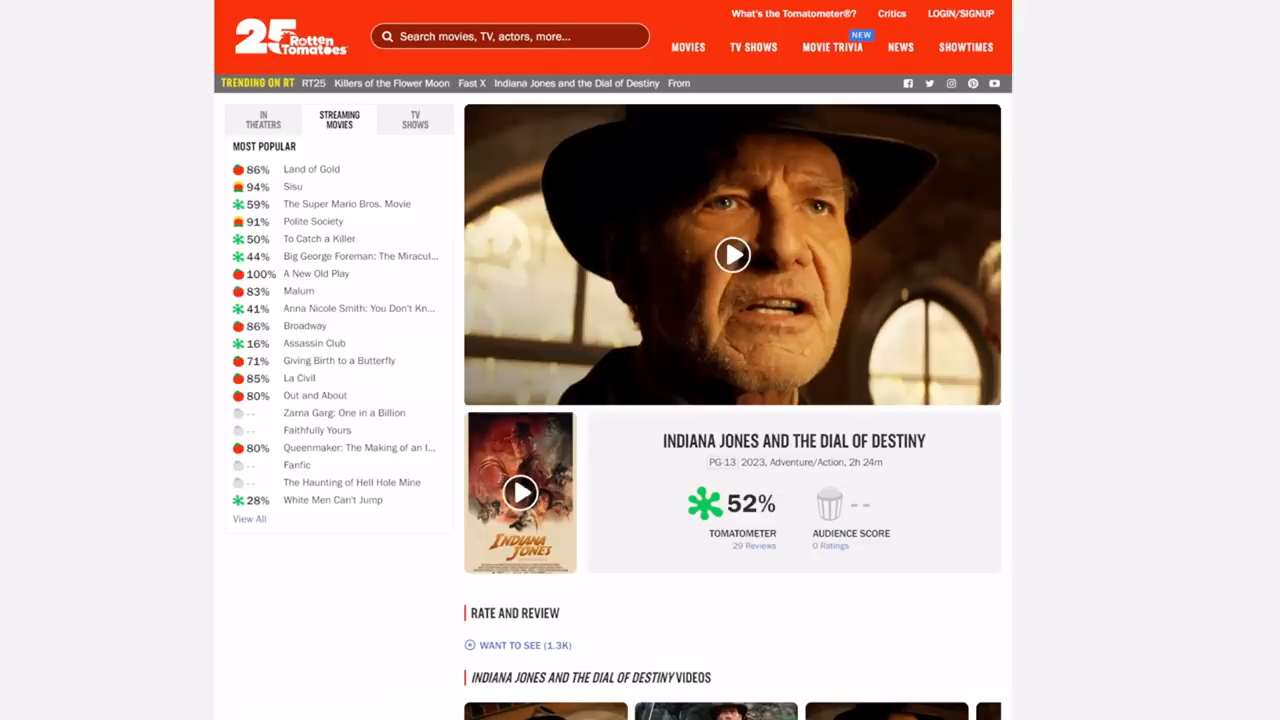 What's the Tomatometer®?
Critics
LOGIN/SIGNUP
25 Rotten Tomatoes
Search movies, TV, actors, more...
MOVIES
TV SHOWS
MOVIE TRIVIA
NEW
NEWS
SHOWTIMES
TRENDING ON RT
RT25
Killers of the Flower Moon
Fast X
Indiana Jones and the Dial of Destiny
From
IN THEATERS
STREAMING MOVIES
TV SHOWS
MOST POPULAR
86% Land of Gold
94% Sisu
59% The Super Mario Bros. Movie
91% Polite Society
50% To Catch a Killer
44% Big George Foreman: The Miracul...
100% A New Old Play
83% Malum
41% Anna Nicole Smith: You Don't Kn...
86% Broadway
16% Assassin Club
71% Giving Birth to a Butterfly
85% La Civil
80% Out and About
- - Zarna Garg: One in a Billion
- - Faithfully Yours
80% Queenmaker: The Making of an I...
- - Fanfic
- - The Haunting of Hell Hole Mine
28% White Men Can't Jump
View All
INDIANA JONES
INDIANA JONES AND THE DIAL OF DESTINY
PG-13 2023, Adventure/Action, 2h 24m
52%
- -
TOMATOMETER
AUDIENCE SCORE
29 Reviews
0 Ratings
RATE AND REVIEW
WANT TO SEE (1.3K)
INDIANA JONES AND THE DIAL OF DESTINY VIDEOS